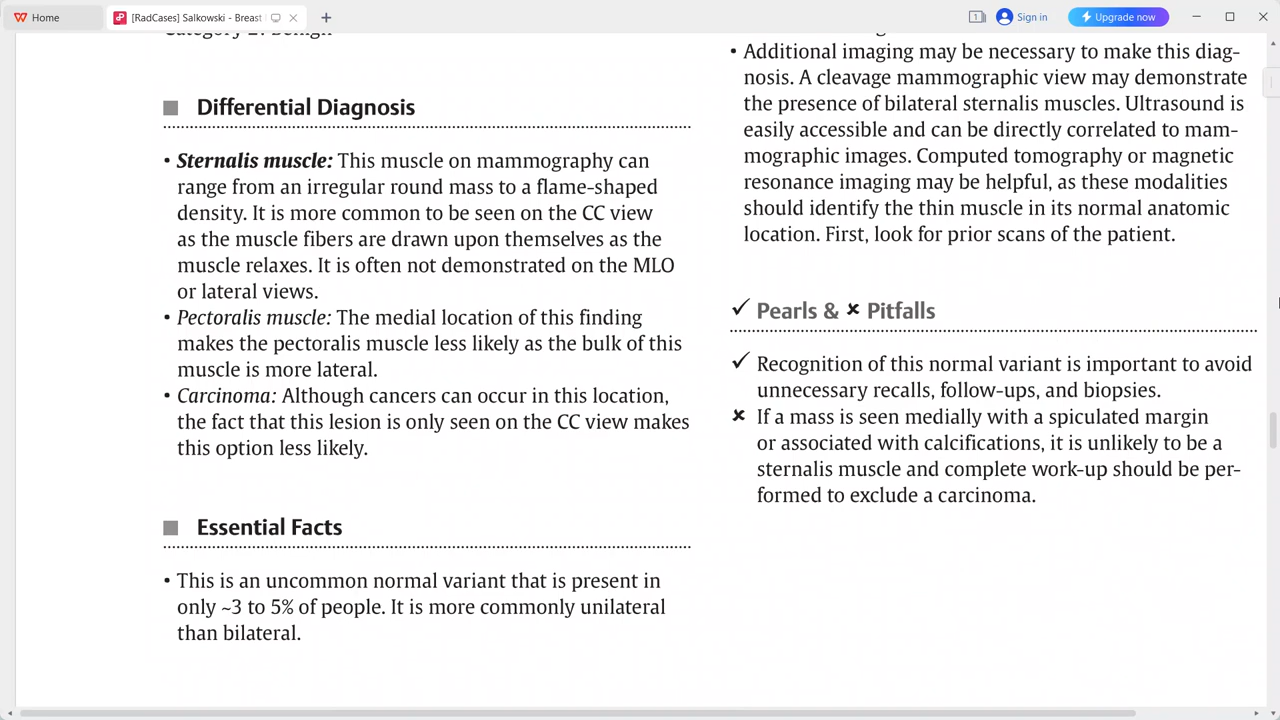 Home
[RadCases] Salkowski - Breast
Sign in
Upgrade now
Category 2: Benign
Differential Diagnosis
• Sternalis muscle: This muscle on mammography can
range from an irregular round mass to a flame-shaped
density. It is more common to be seen on the CC view
as the muscle fibers are drawn upon themselves as the
muscle relaxes. It is often not demonstrated on the MLO
or lateral views.
• Pectoralis muscle: The medial location of this finding
makes the pectoralis muscle less likely as the bulk of this
muscle is more lateral.
• Carcinoma: Although cancers can occur in this location,
the fact that this lesion is only seen on the CC view makes
this option less likely.
Essential Facts
• This is an uncommon normal variant that is present in
only ~3 to 5% of people. It is more commonly unilateral
than bilateral.
• Additional imaging may be necessary to make this diag-
nosis. A cleavage mammographic view may demonstrate
the presence of bilateral sternalis muscles. Ultrasound is
easily accessible and can be directly correlated to mam-
mographic images. Computed tomography or magnetic
resonance imaging may be helpful, as these modalities
should identify the thin muscle in its normal anatomic
location. First, look for prior scans of the patient.
✓ Pearls & ✗ Pitfalls
✓ Recognition of this normal variant is important to avoid
unnecessary recalls, follow-ups, and biopsies.
✗ If a mass is seen medially with a spiculated margin
or associated with calcifications, it is unlikely to be a
sternalis muscle and complete work-up should be per-
formed to exclude a carcinoma.